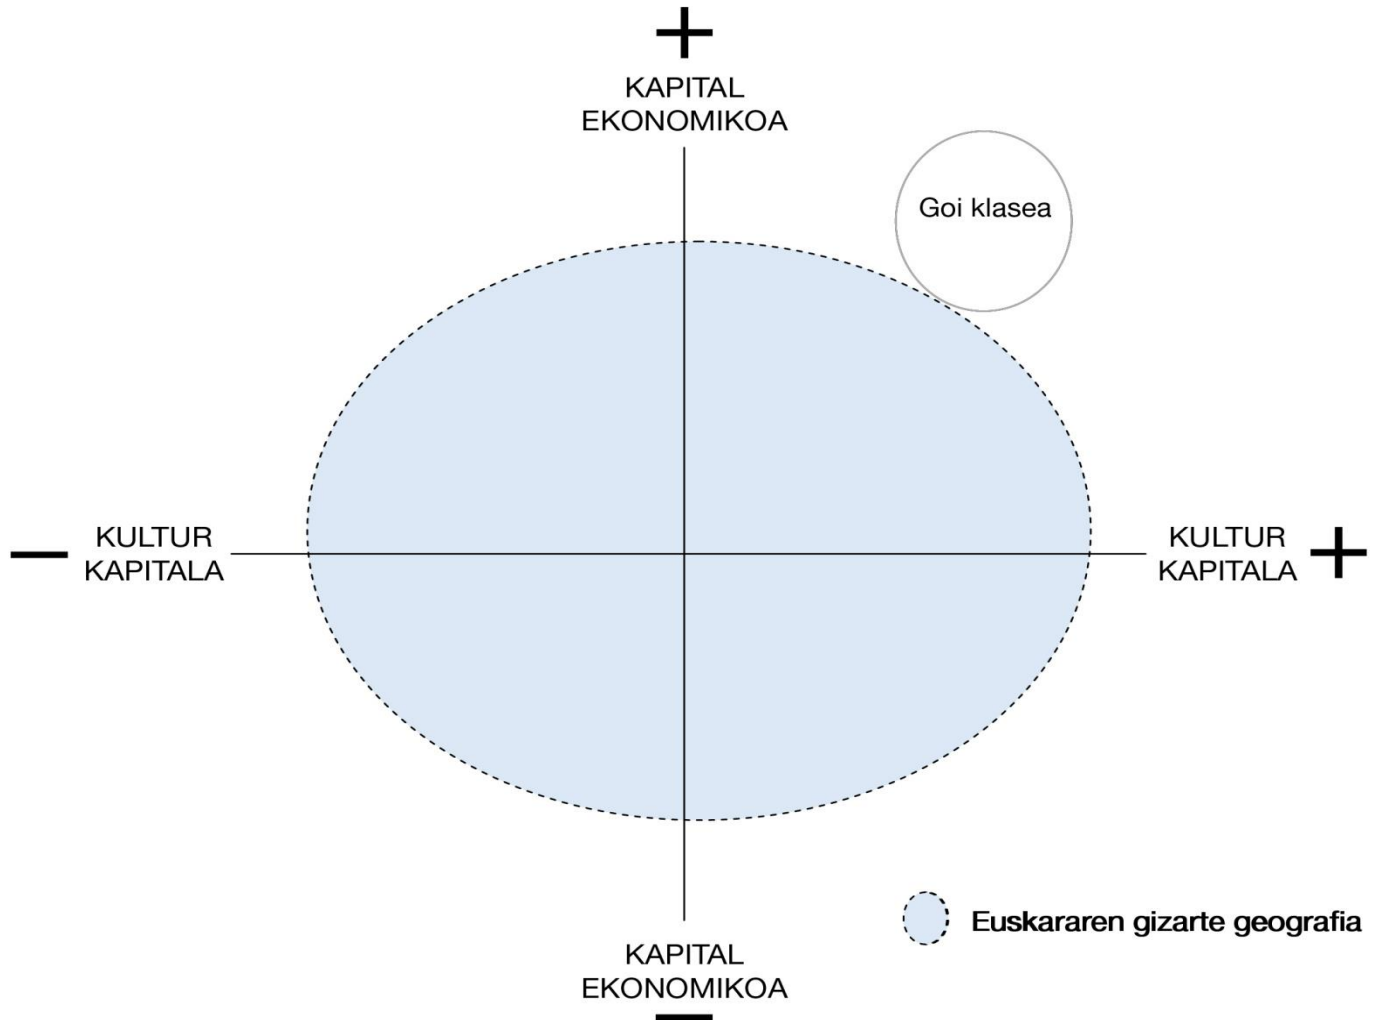 +
KAPITAL
EKONOMIKOA
Goi klasea
— KULTUR
KAPITALA
KULTUR +
KAPITALA
Euskararen gizarte geografia
KAPITAL
EKONOMIKOA
—